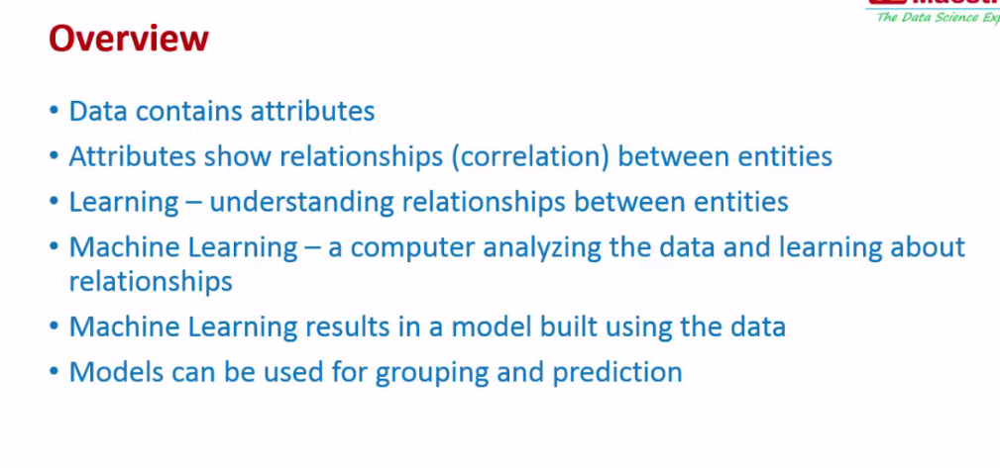 The Data Science
Overview
• Data contains attributes
• Attributes show relationships (correlation) between entities
• Learning – understanding relationships between entities
• Machine Learning – a computer analyzing the data and learning about
relationships
• Machine Learning results in a model built using the data
• Models can be used for grouping and prediction